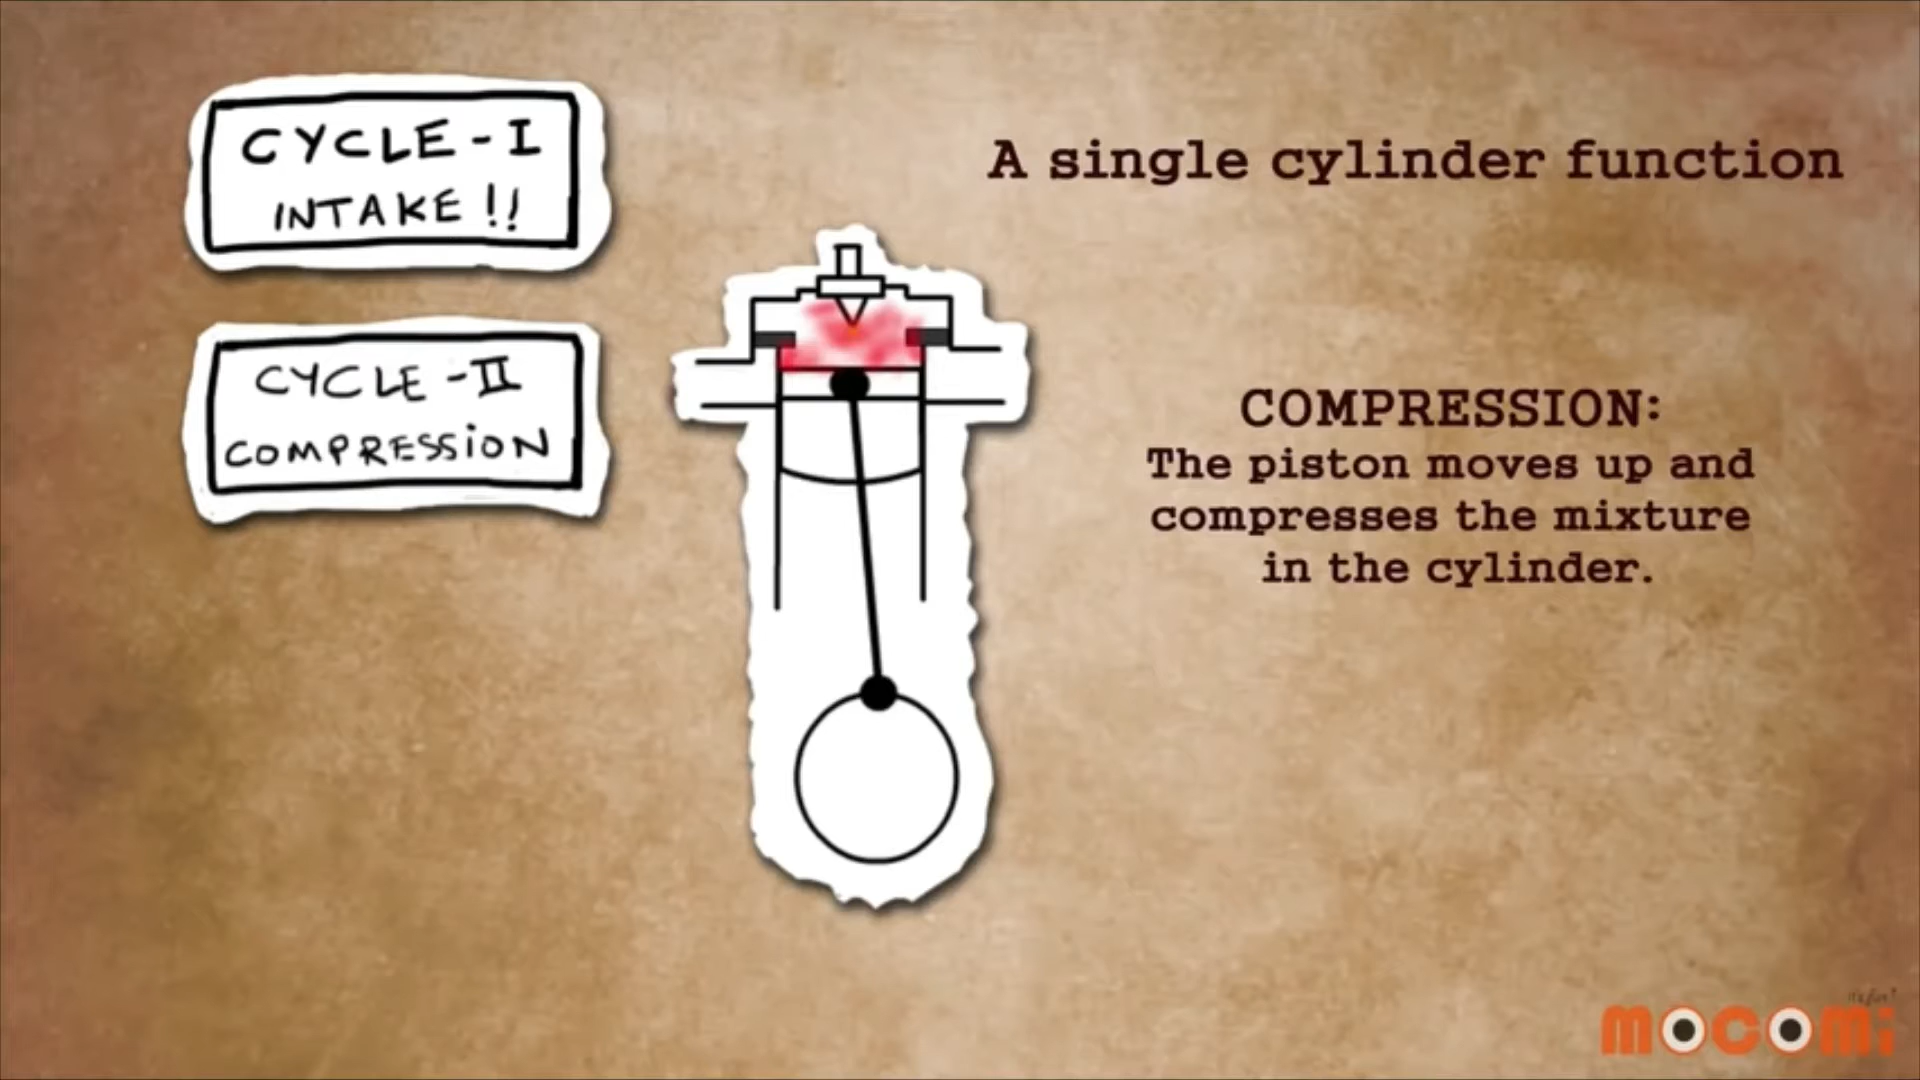 CYCLE-I
INTAKE!!
A single cylinder function
CYCLE-II
COMPRESSION
COMPRESSION:
The piston moves up and
compresses the mixture
in the cylinder.
mocomi